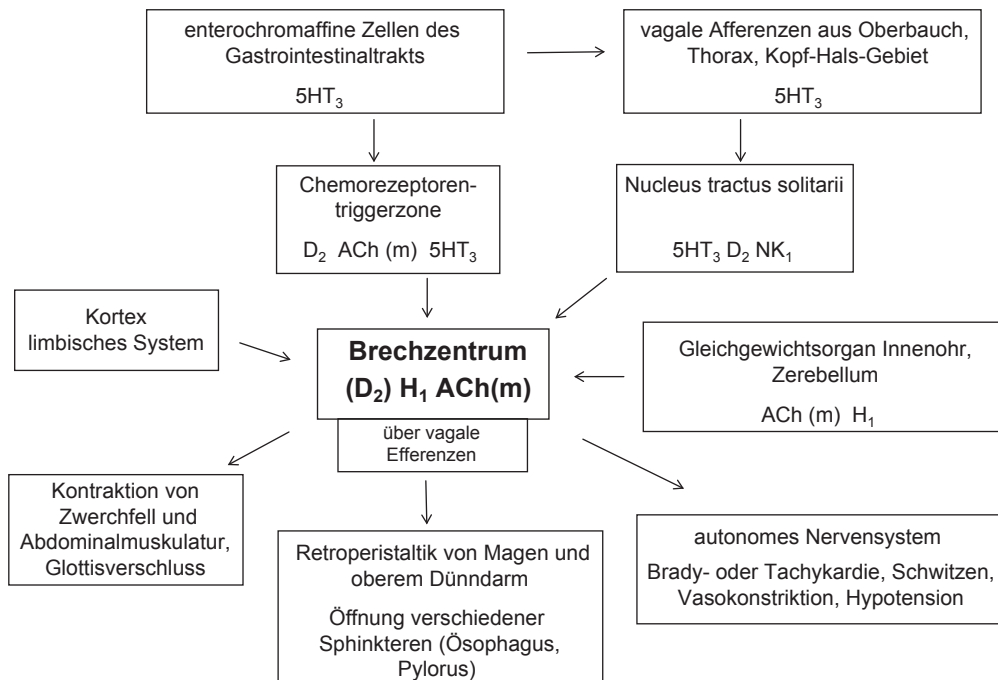 enterochromaffine Zellen des
Gastrointestinaltrakts
5HT₃
vagale Afferenzen aus Oberbauch,
Thorax, Kopf-Hals-Gebiet
5HT₃
Chemorezeptoren-
triggerzone
D₂ ACh (m) 5HT₃
Nucleus tractus solitarii
5HT₃ D₂ NK₁
Kortex
limbisches System
Brechzentrum
(D₂) H₁ ACh(m)
über vagale
Efferenzen
Gleichgewichtsorgan Innenohr,
Zerebellum
ACh (m) H₁
Kontraktion von
Zwerchfell und
Abdominalmuskulatur,
Glottisverschluss
Retroperistaltik von Magen und
oberem Dünndarm
Öffnung verschiedener
Sphinkteren (Ösophagus,
Pylorus)
autonomes Nervensystem
Brady- oder Tachykardie, Schwitzen,
Vasokonstriktion, Hypotension